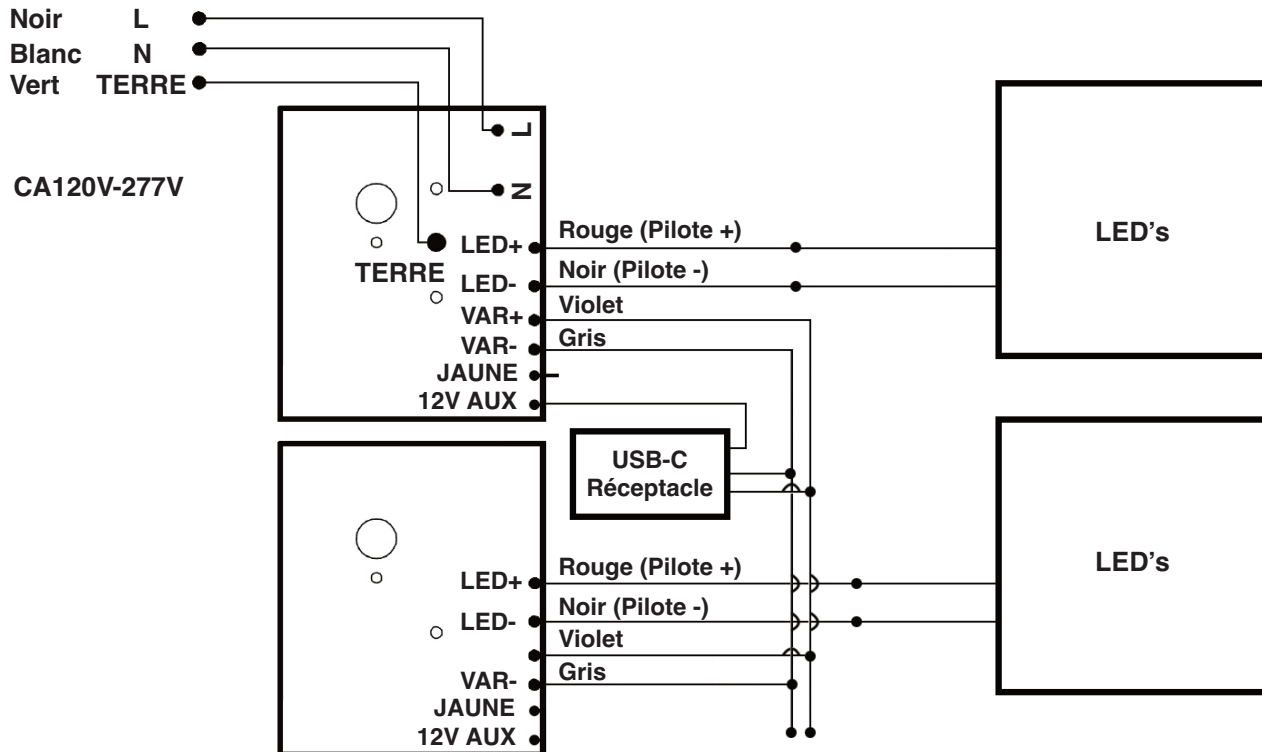 Noir L
Blanc N
Vert TERRE
CA120V-277V
L
N
TERRE
LED+
LED-
VAR+
VAR-
JAUNE
12V AUX
Rouge (Pilote +)
Noir (Pilote -)
Violet
Gris
LED's
USB-C
Réceptacle
LED+
LED-
VAR-
JAUNE
12V AUX
Rouge (Pilote +)
Noir (Pilote -)
Violet
Gris
LED's